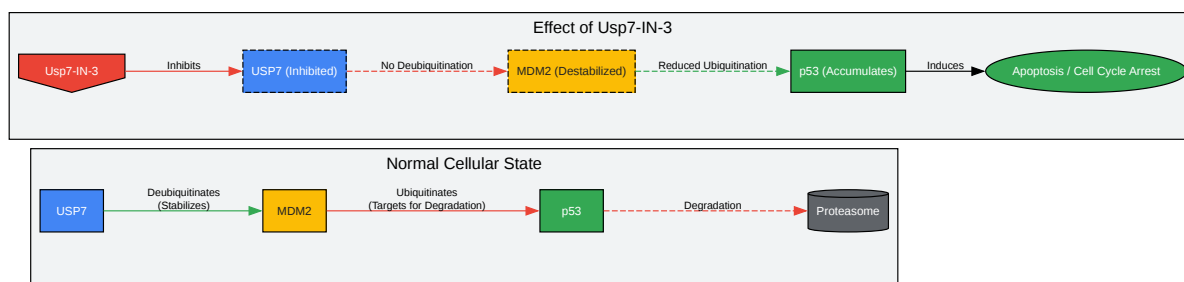 Effect of Usp7-IN-3
Usp7-IN-3
Inhibits
USP7 (Inhibited)
No Deubiquitination
MDM2 (Destabilized)
Reduced Ubiquitination
p53 (Accumulates)
Induces
Apoptosis / Cell Cycle Arrest
Normal Cellular State
USP7
Deubiquitinates
(Stabilizes)
MDM2
Ubiquitinates
(Targets for Degradation)
p53
Degradation
Proteasome